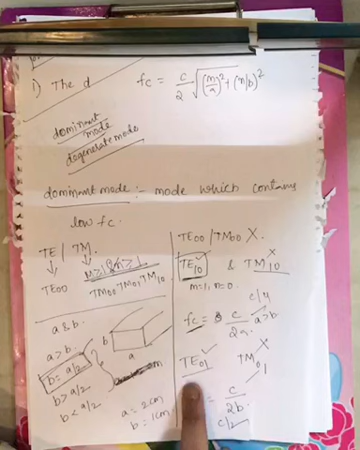 i) The d
fc = c/2 √(m/a)²+(n/b)²
dominant
mode
degenerate mode
dominant mode :- mode which contains
low fc.
TE | TM
m≥1 & n≥1
TE00 TM00 TM01 TM10
a & b.
a > b.
b = a/2
b > a/2
b < a/2
b
a
a = 2cm
b = 1cm
TE00 / TM00 X.
TE10 & TM10
m=1, n=0.
fc = c/2a
a > b
c/4
TE01 TM01
= c/2b
c/2